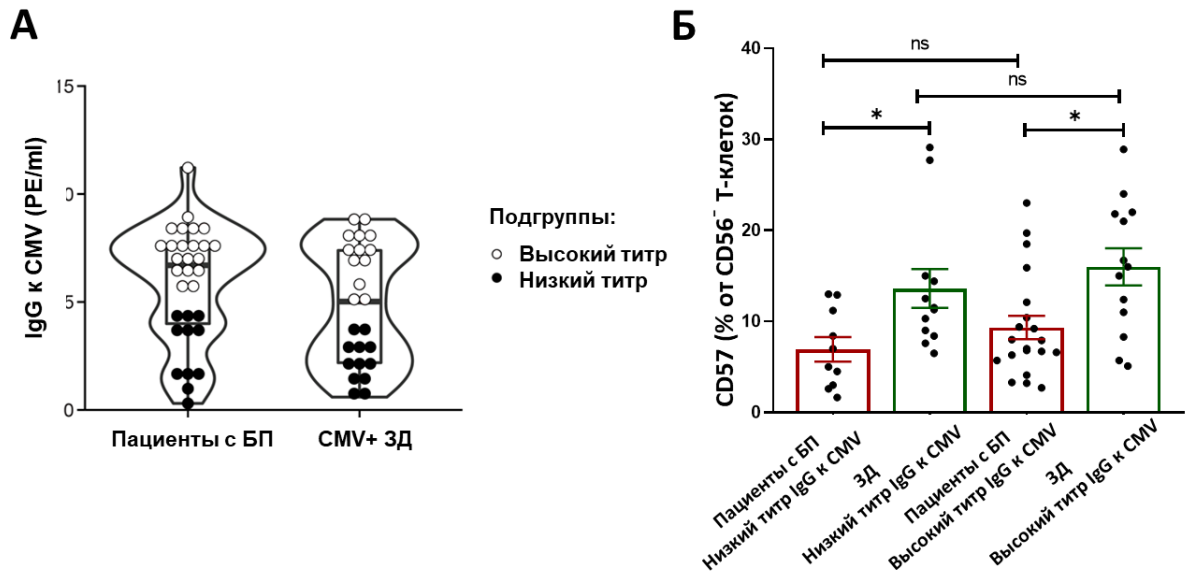 А
IgG к CMV (PE/ml)
15
0
5
0
Пациенты с БП
CMV+ ЗД
Подгруппы:
Высокий титр
Низкий титр
Б
CD57 (% от CD56⁻ Т-клеток)
40
30
20
10
0
ns
ns
*
*
Пациенты с БП
Низкий титр IgG к CMV
ЗД
Низкий титр IgG к CMV
Пациенты с БП
Высокий титр IgG к CMV
ЗД
Высокий титр IgG к CMV